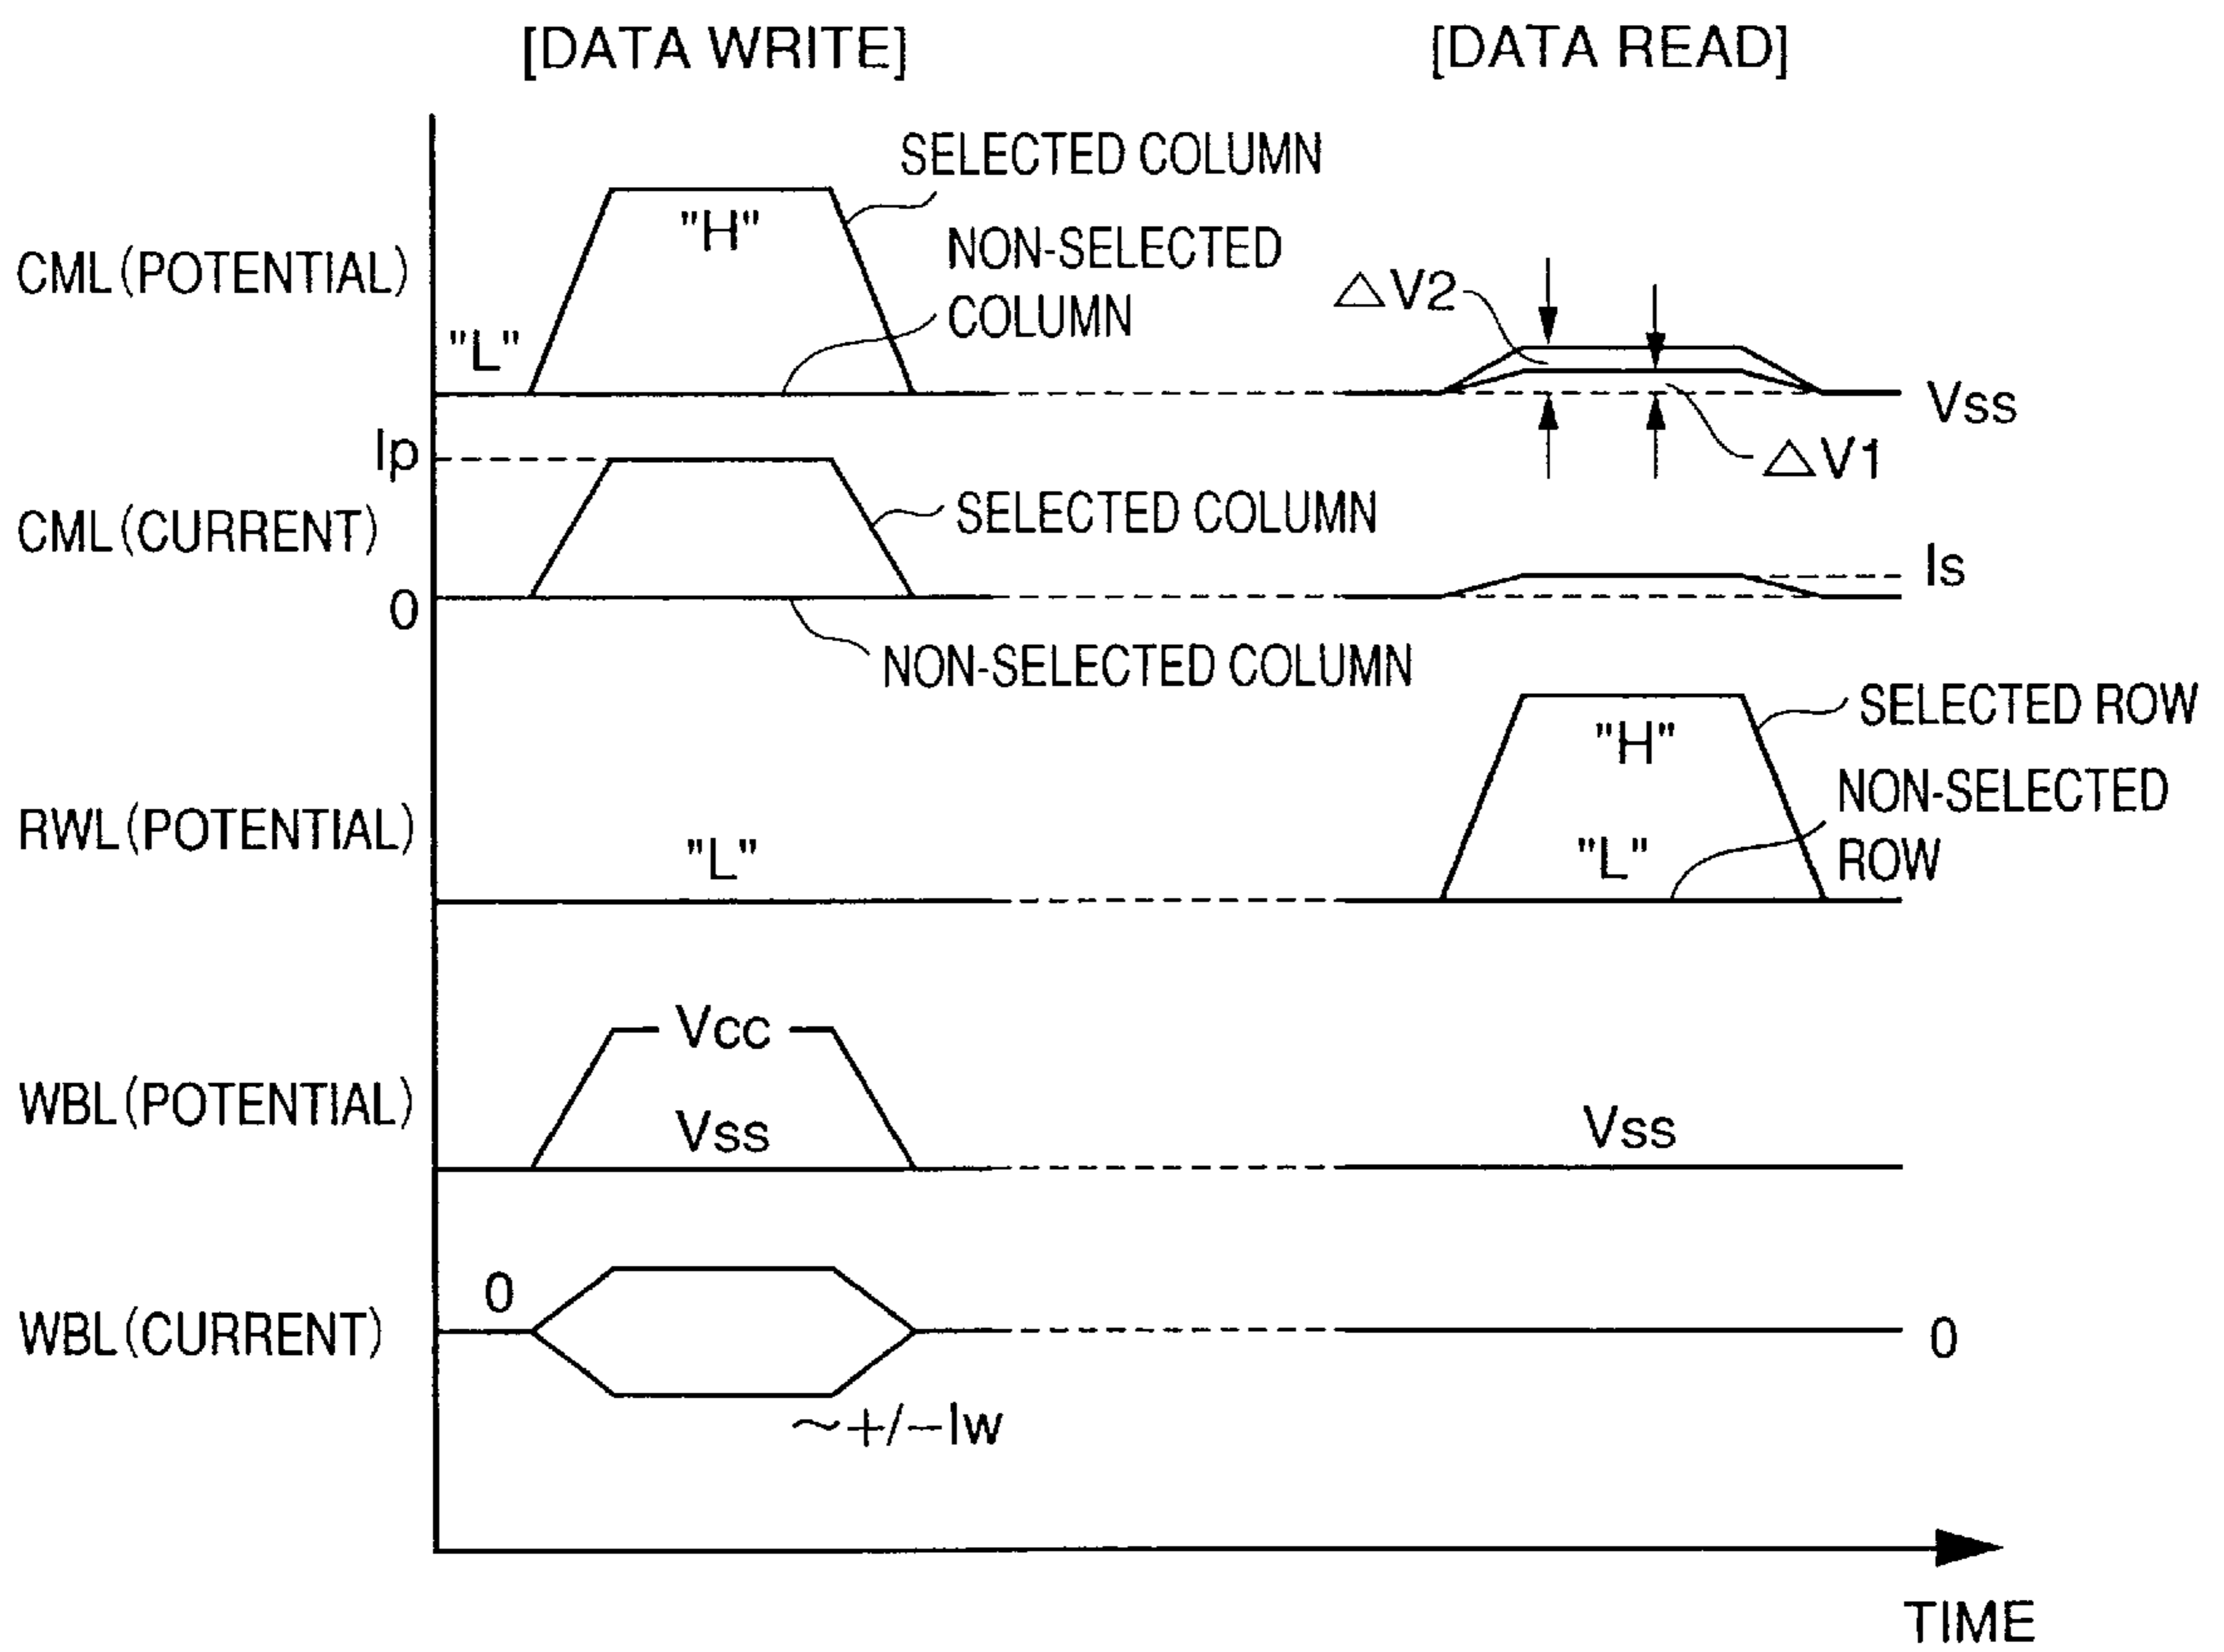 [DATA WRITE]
[DATA READ]
SELECTED COLUMN
"H"
NON-SELECTED
COLUMN
CML(POTENTIAL)
"L"
△V2
Vss
△V1
Ip
CML(CURRENT)
SELECTED COLUMN
Is
0
NON-SELECTED COLUMN
SELECTED ROW
"H"
NON-SELECTED
ROW
RWL(POTENTIAL)
"L"
"L"
Vcc
WBL(POTENTIAL)
Vss
Vss
0
WBL(CURRENT)
0
~+/-Iw
TIME